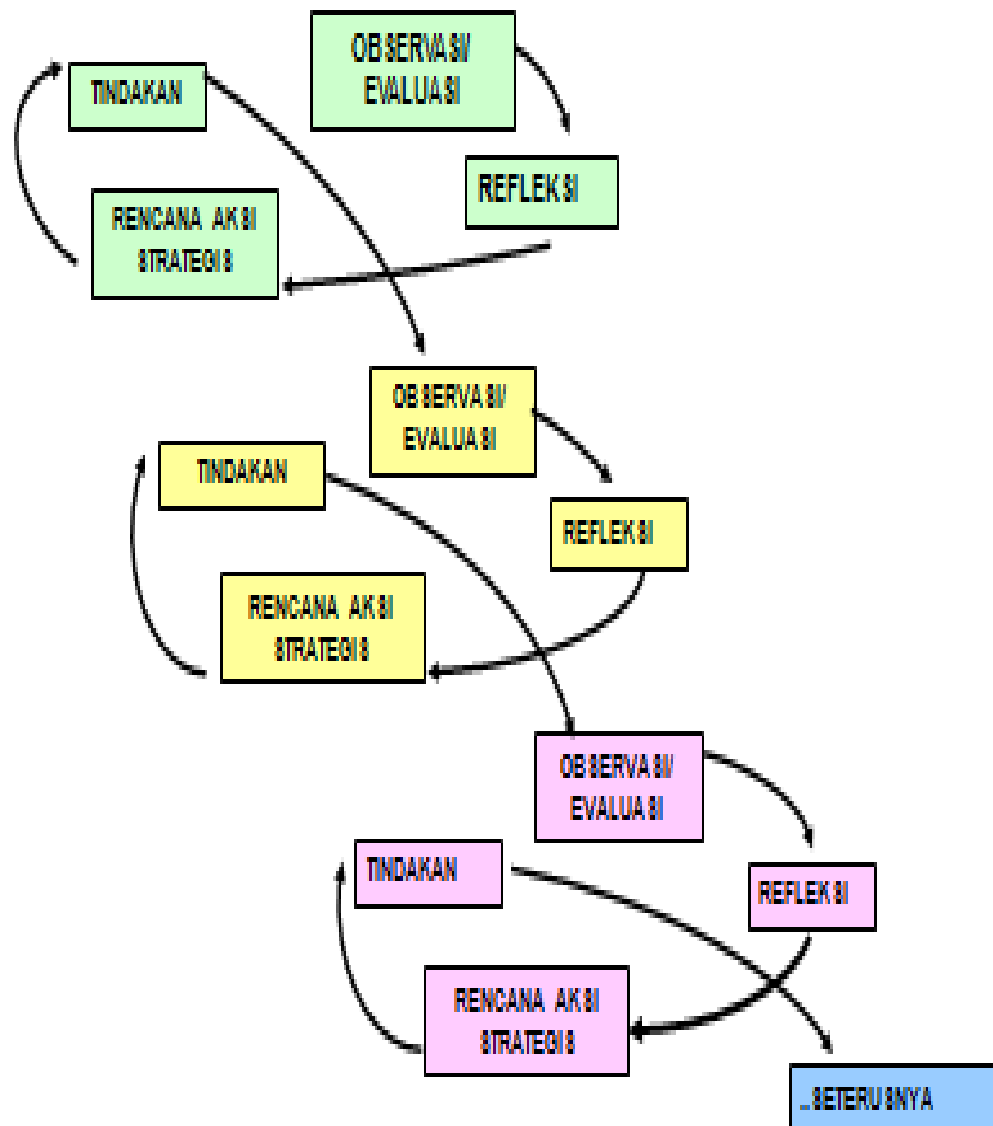 OBSERVASI/
EVALUASI
TINDAKAN
REFLEKSI
RENCANA AKSI
STRATEGIS
OBSERVASI/
EVALUASI
TINDAKAN
REFLEKSI
RENCANA AKSI
STRATEGIS
OBSERVASI/
EVALUASI
TINDAKAN
REFLEKSI
RENCANA AKSI
STRATEGIS
...SETERUSNYA